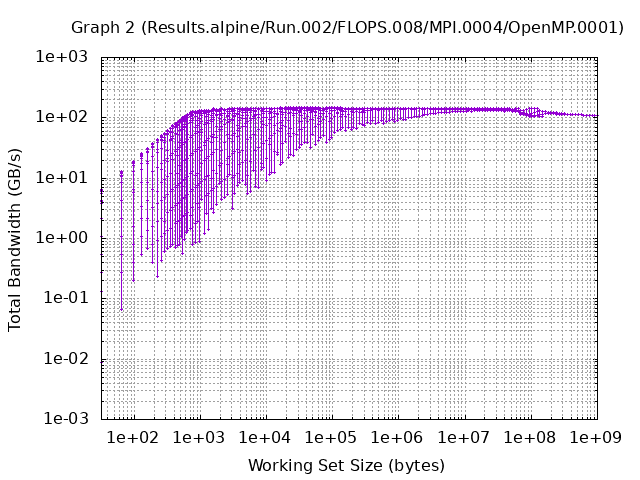 Graph 2 (Results.alpine/Run.002/FLOPS.008/MPI.0004/OpenMP.0001)
1e+03
1e+02
1e+01
1e+00
1e-01
1e-02
1e-03
Total Bandwidth (GB/s)
1e+02 1e+03 1e+04 1e+05 1e+06 1e+07 1e+08 1e+09
Working Set Size (bytes)